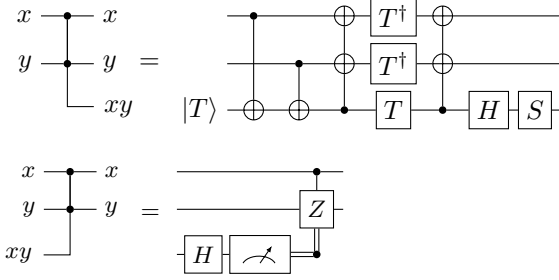 x x T†
y y = T†
xy |T⟩ T H S
x x
y y = Z
xy H